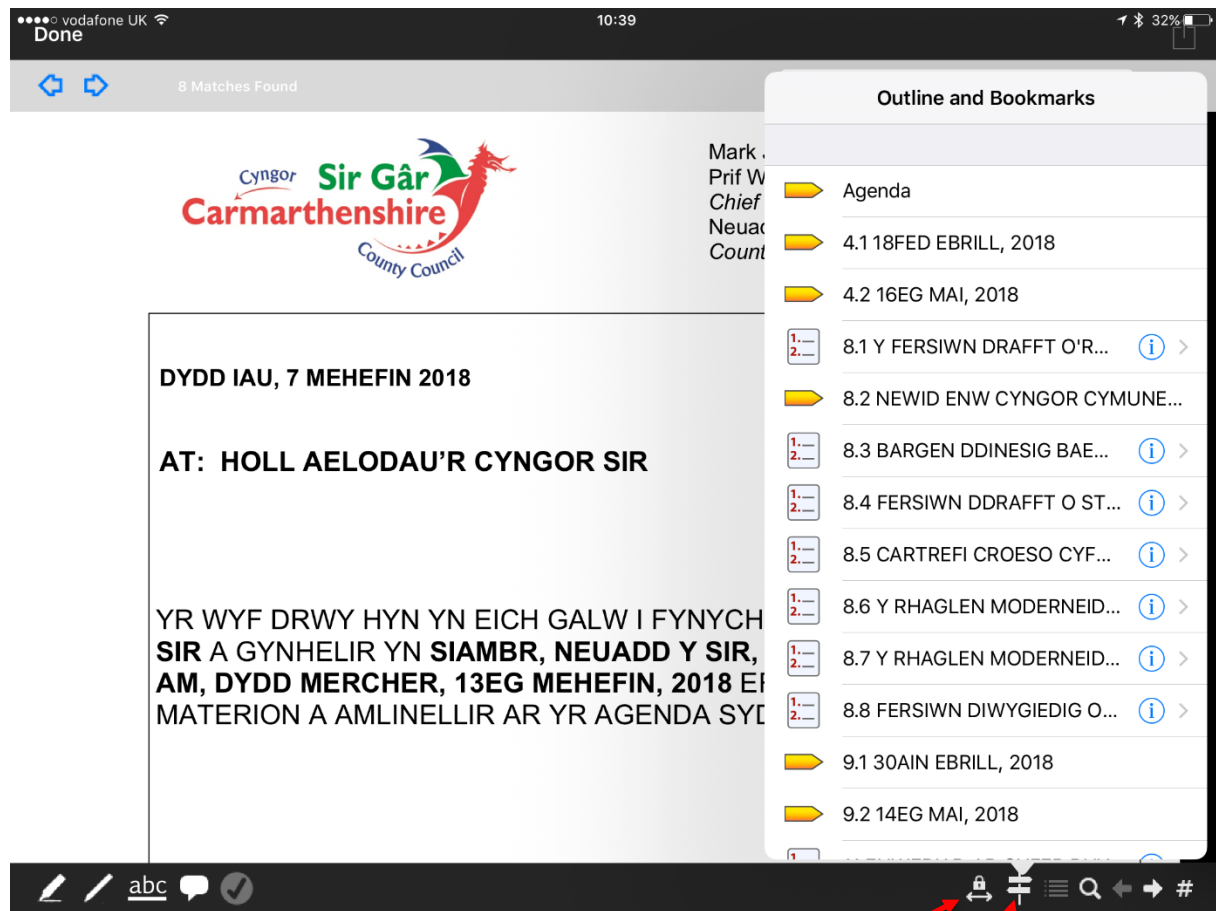 vodafone UK
10:39
32%
Done
8 Matches Found
Outline and Bookmarks
Cyngor Sir Gâr
Carmarthenshire
County Council
Mark
Prif W
Chief
Neuad
Count
Agenda
4.1 18FED EBRILL, 2018
4.2 16EG MAI, 2018
8.1 Y FERSIWN DRAFFT O'R...
8.2 NEWID ENW CYNGOR CYMUNE...
8.3 BARGEN DDINESIG BAE...
8.4 FERSIWN DDRAFFT O ST...
8.5 CARTREFI CROESO CYF...
8.6 Y RHAGLEN MODERNEID...
8.7 Y RHAGLEN MODERNEID...
8.8 FERSIWN DIWYGIEDIG O...
9.1 30AIN EBRILL, 2018
9.2 14EG MAI, 2018
DYDD IAU, 7 MEHEFIN 2018
AT: HOLL AELODAU'R CYNGOR SIR
YR WYF DRWY HYN YN EICH GALW I FYNYCH
SIR A GYNHELIR YN SIAMBR, NEUADD Y SIR,
AM, DYDD MERCHER, 13EG MEHEFIN, 2018
MATERION A AMLINELLIR AR YR AGENDA
abc
#